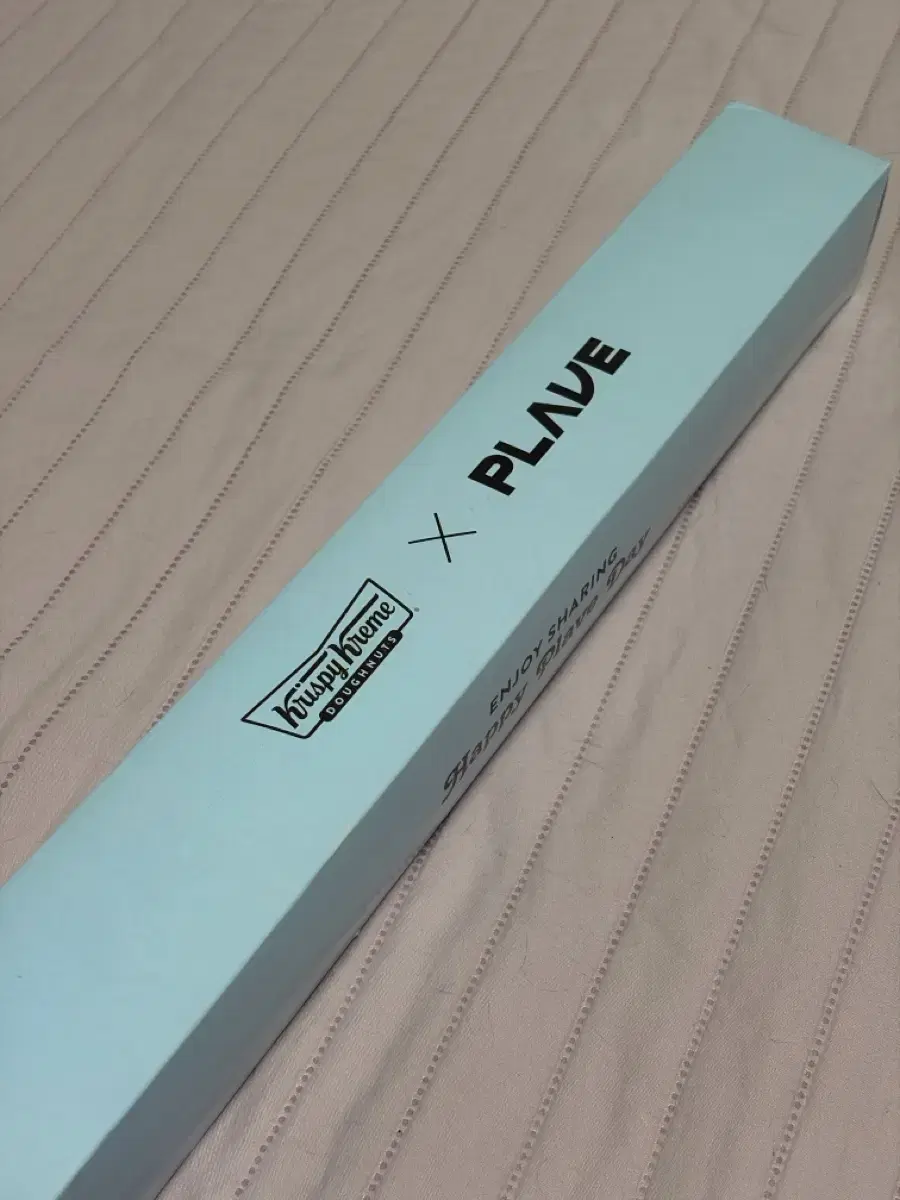 Krispy Kreme
DOUGHNUTS
X
PLAVE
ENJOY SHARING
Happy Plave Day